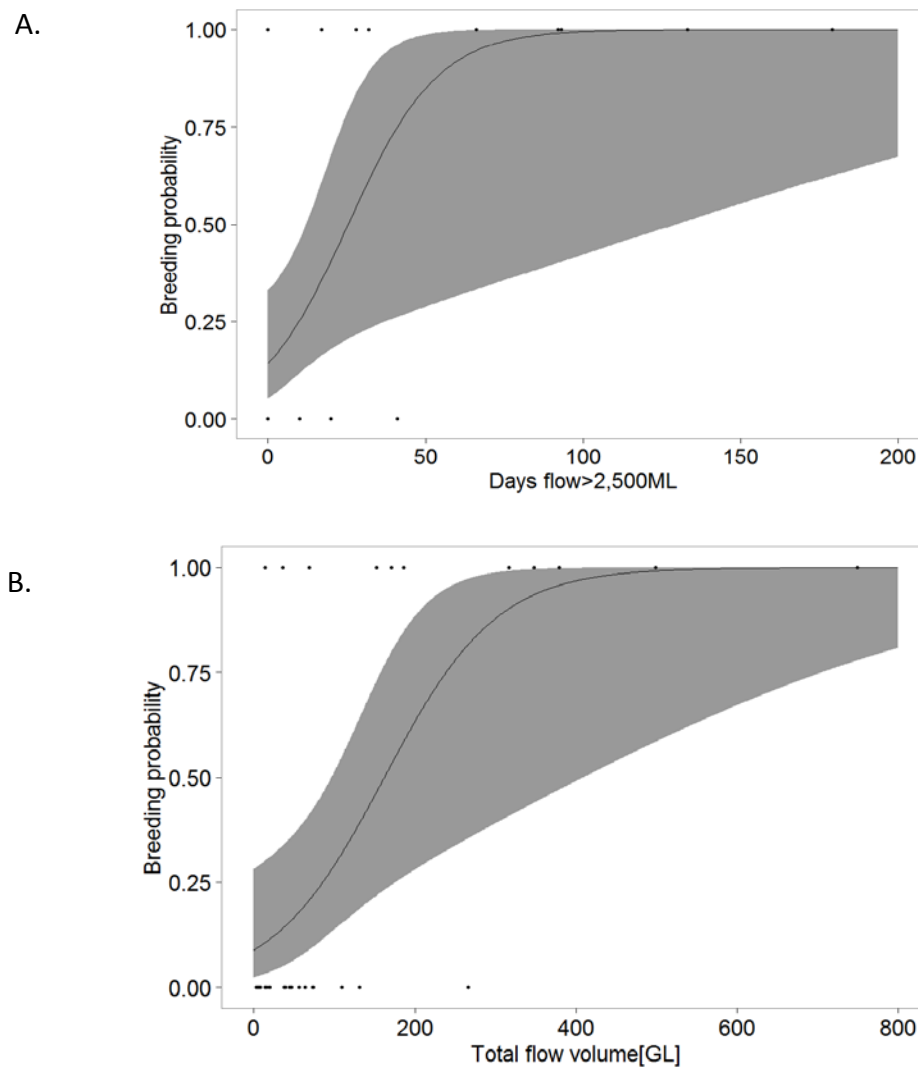 A.
1.00
0.75
0.50
0.25
0.00
Breeding probability
0 50 100 150 200
Days flow>2,500ML
B.
1.00
0.75
0.50
0.25
0.00
Breeding probability
0 200 400 600 800
Total flow volume[GL]